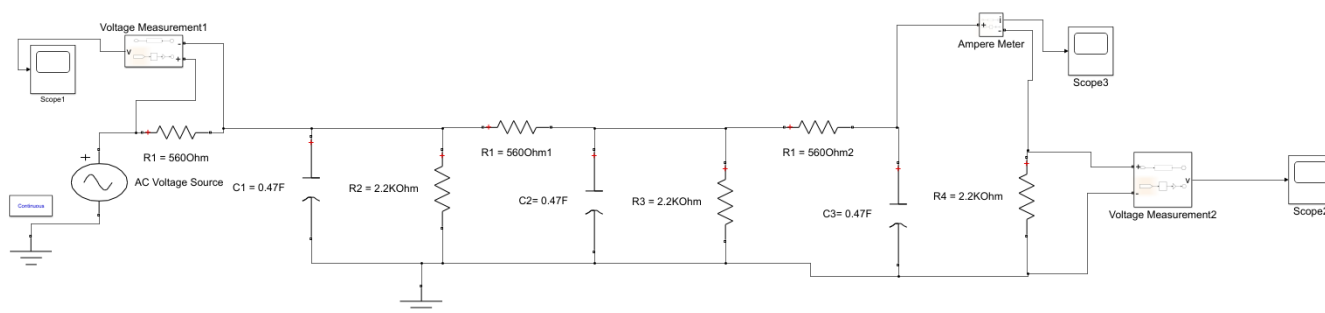 Voltage Measurement1
v
-
+
Scope1
R1 = 560Ohm
AC Voltage Source
Continuous
C1 = 0.47F
R2 = 2.2KOhm
R1 = 560Ohm1
C2= 0.47F
R3 = 2.2KOhm
R1 = 560Ohm2
C3= 0.47F
+
i
-
Ampere Meter
Scope3
R4 = 2.2KOhm
+
-
v
Voltage Measurement2
Scope2